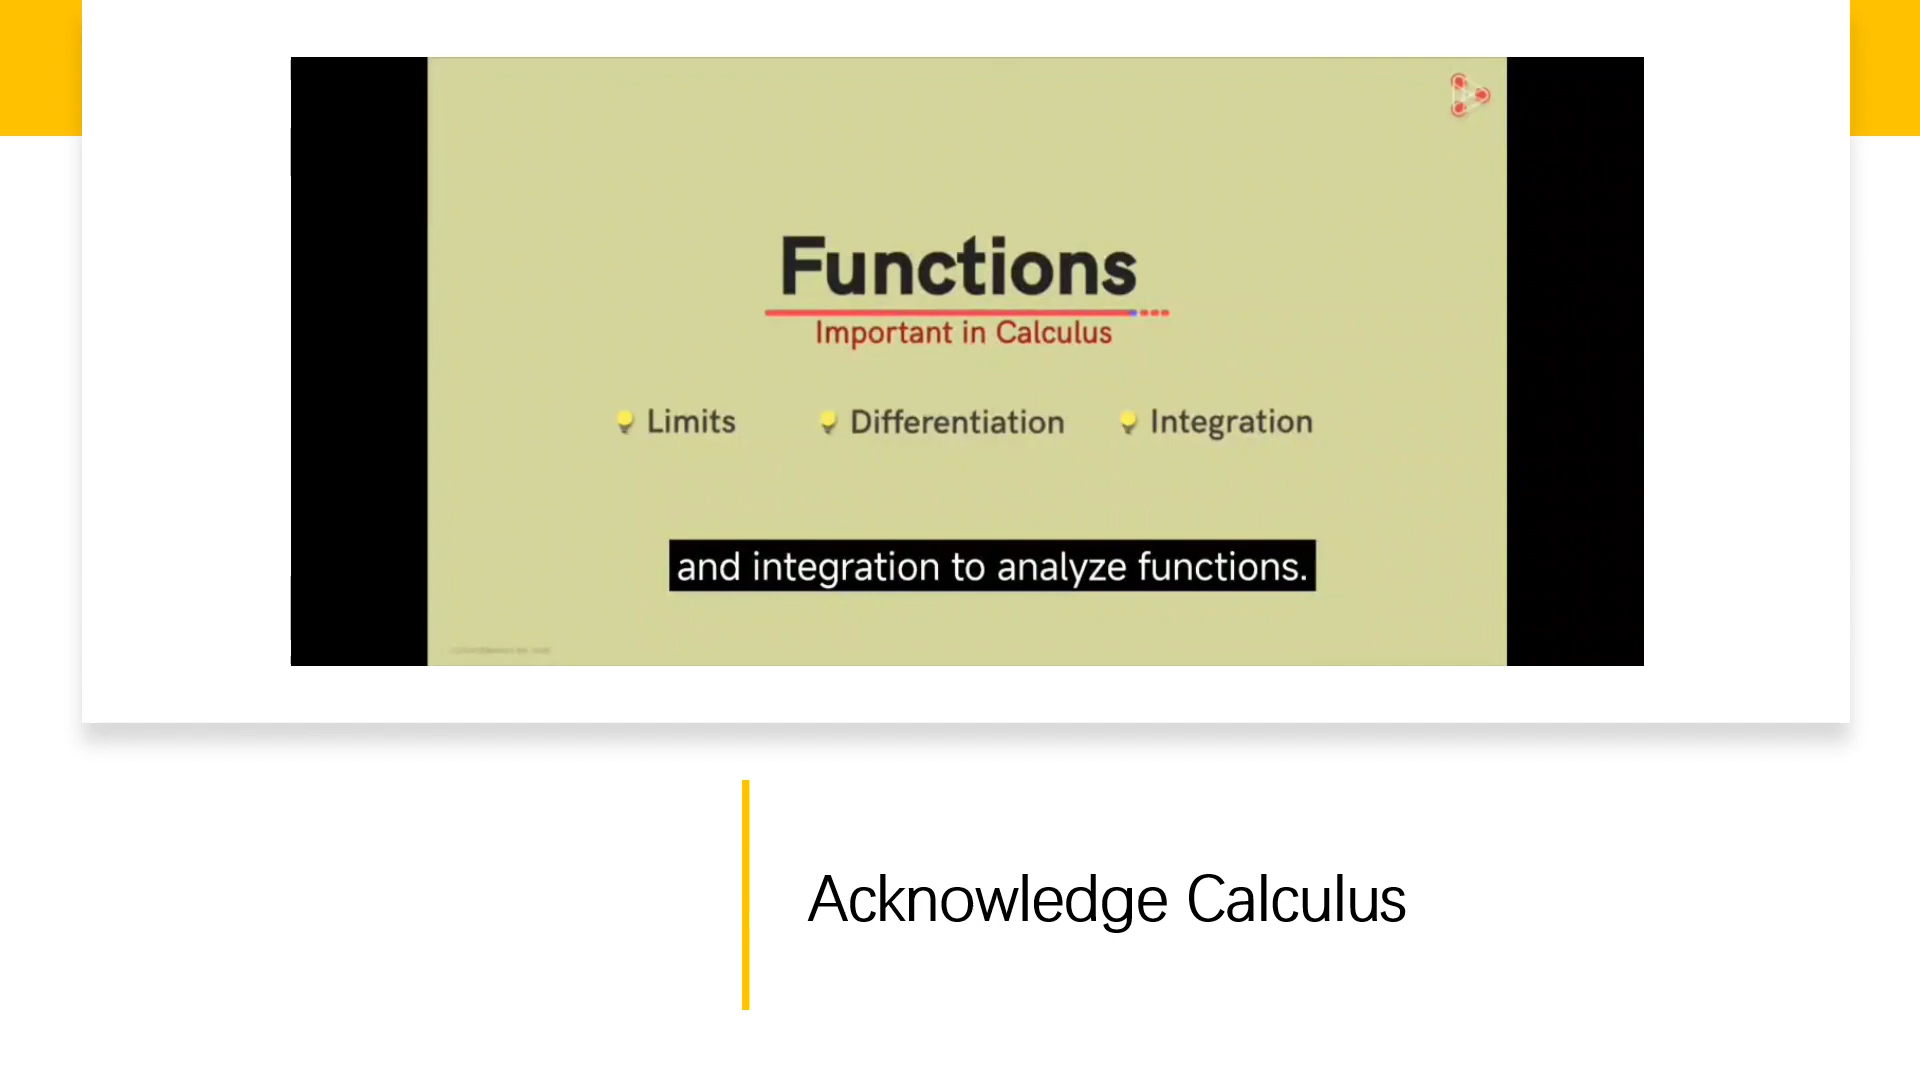 Functions
Important in Calculus
Limits Differentiation Integration
and integration to analyze functions.
Acknowledge Calculus